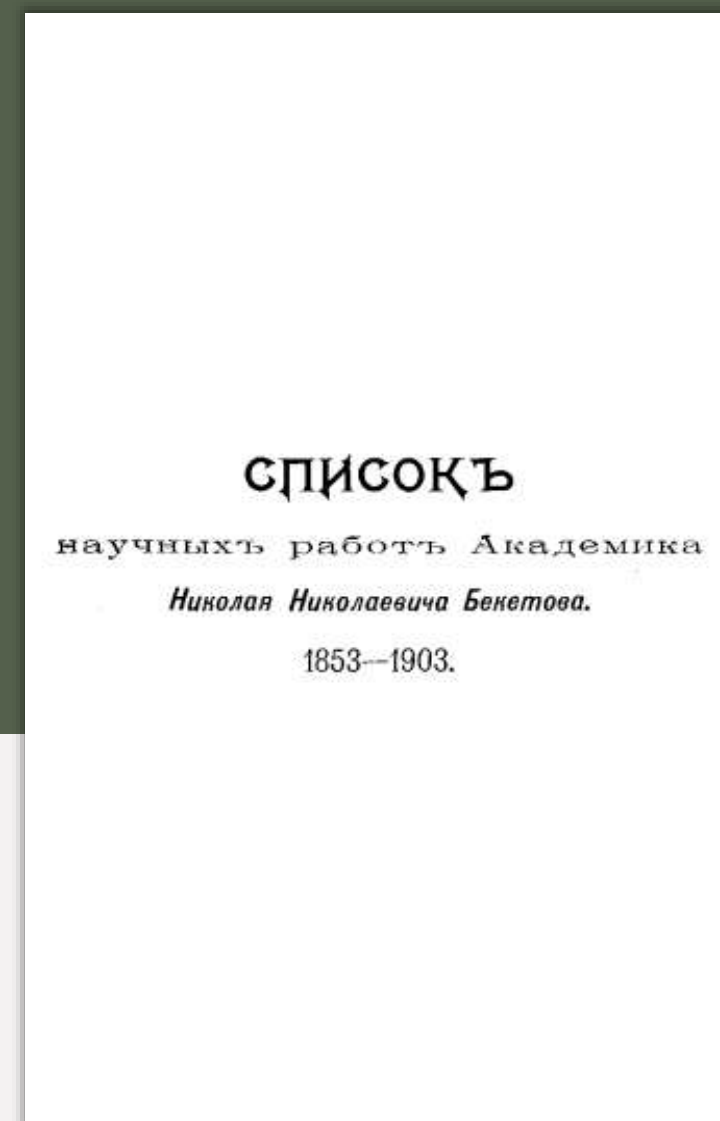 СПИСОКЪ
научныхъ работъ Академика
Николая Николаевича Бекетова.
1853—1903.